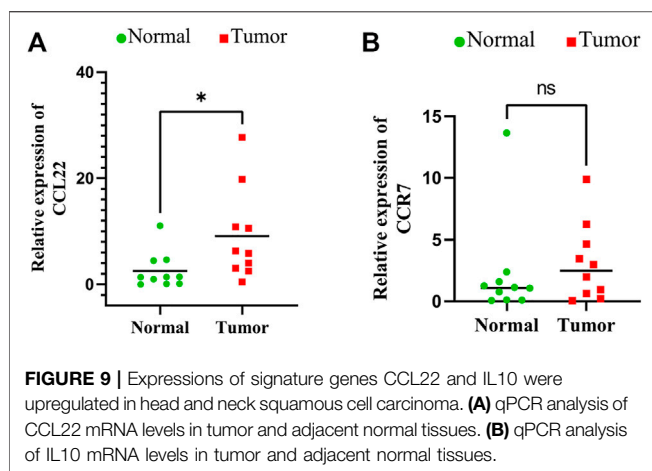 A
Normal
Tumor
Relative expression of
CCL22
40
20
0
*
Normal
Tumor
B
Normal
Tumor
Relative expression of
CCR7
15
10
5
0
ns
Normal
Tumor
FIGURE 9 | Expressions of signature genes CCL22 and IL10 were
upregulated in head and neck squamous cell carcinoma. (A) qPCR analysis of
CCL22 mRNA levels in tumor and adjacent normal tissues. (B) qPCR analysis
of IL10 mRNA levels in tumor and adjacent normal tissues.